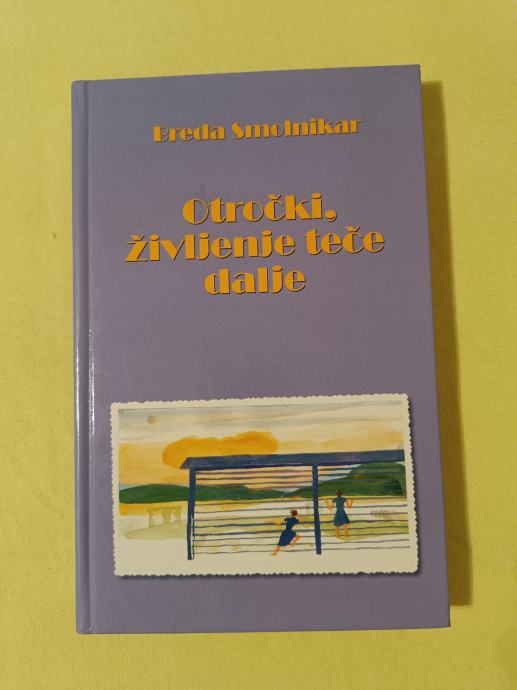 Breda Smolnikar
Otročki,
življenje teče
dalje